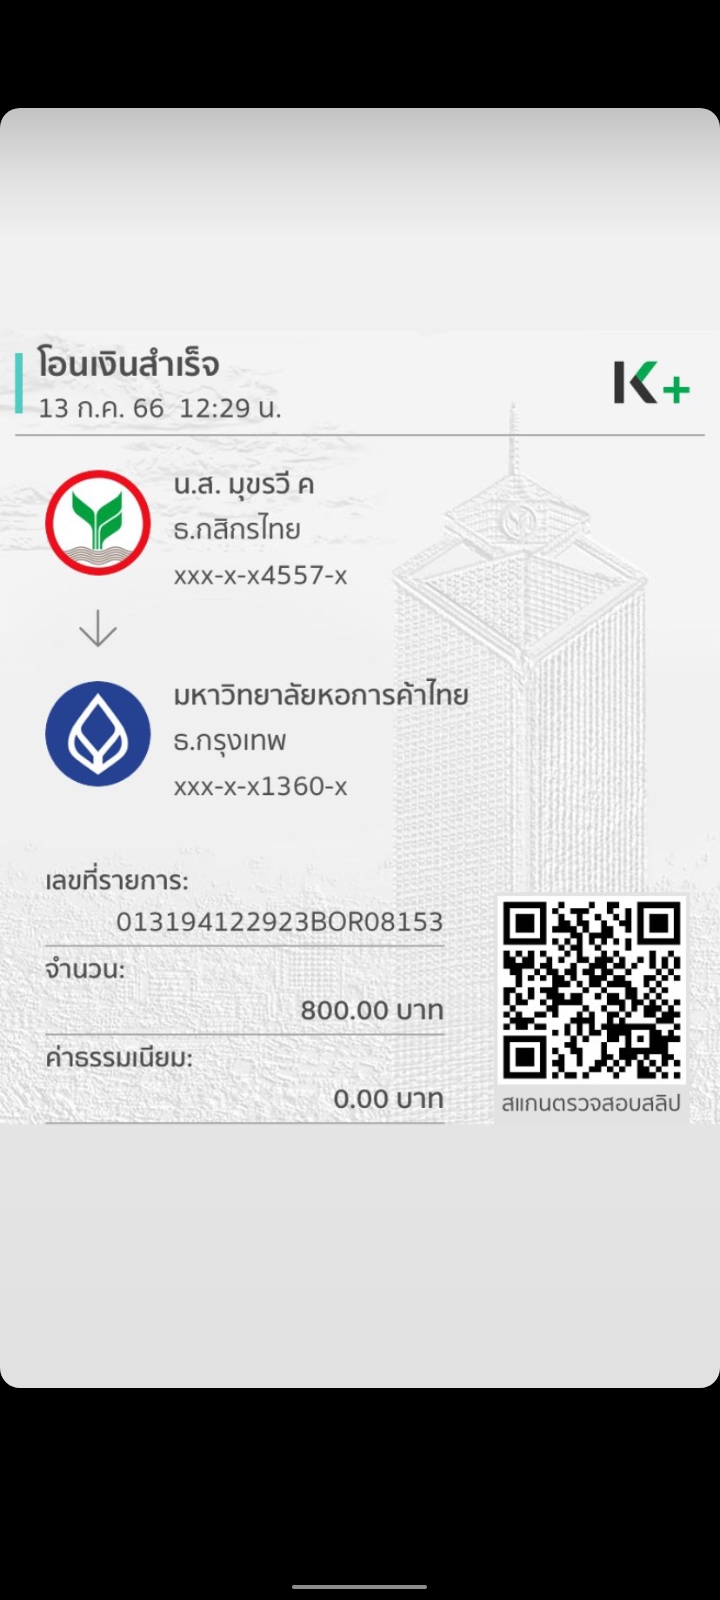 โอนเงินสำเร็จ
13 ก.ค. 66 12:29 น.
K+
น.ส. มุขรวี ค
ธ.กสิกรไทย
xxx-x-x4557-x
มหาวิทยาลัยหอการค้าไทย
ธ.กรุงเทพ
xxx-x-x1360-x
เลขที่รายการ:
013194122923BOR08153
จำนวน:
800.00 บาท
ค่าธรรมเนียม:
0.00 บาท
สแกนตรวจสอบสลิป